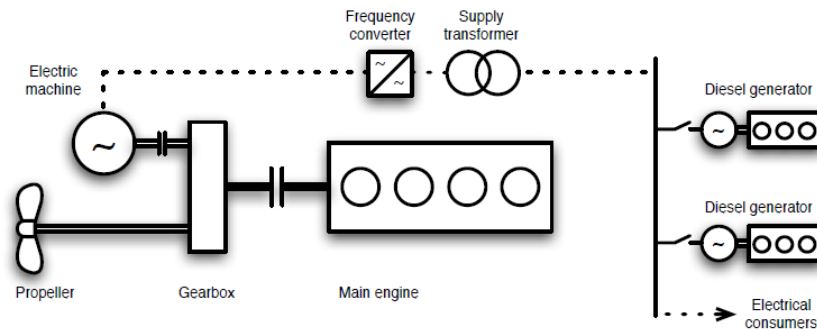 Frequency
converter
Supply
transformer
Electric
machine
Diesel generator
~
~
~
~
Diesel generator
~
Propeller
Gearbox
Main engine
Electrical
consumers